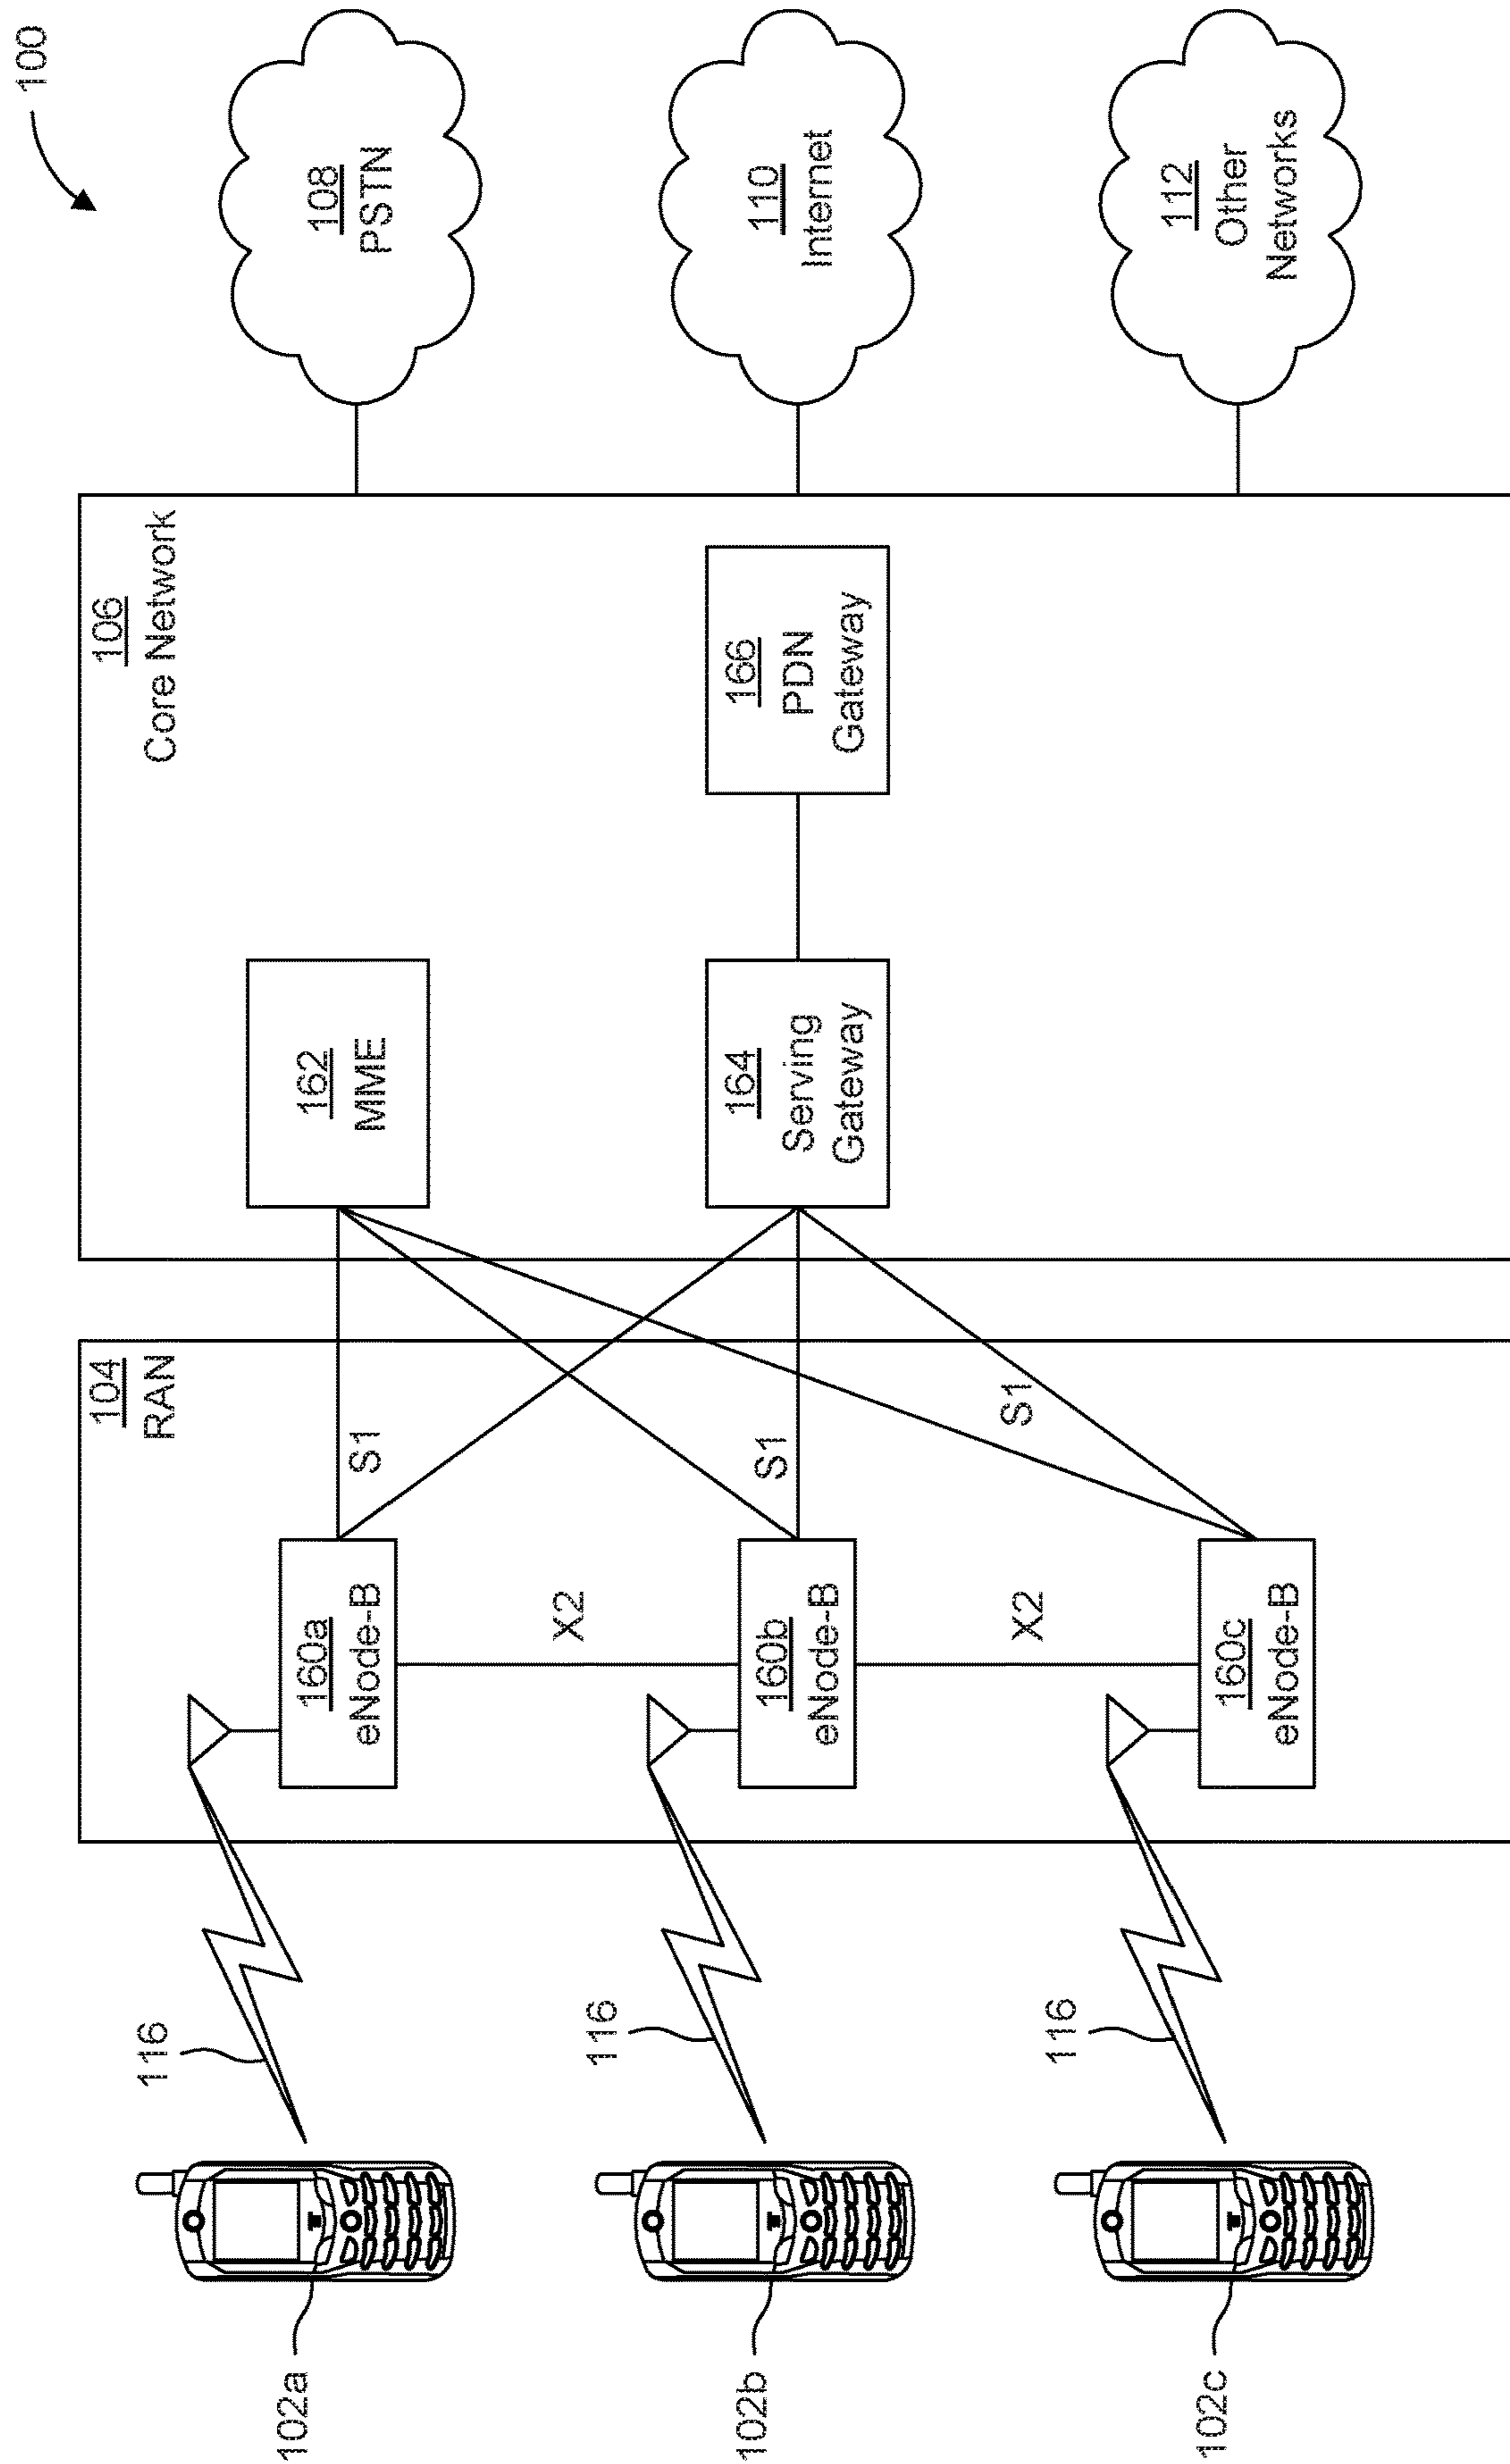 100
102a
116
104
RAN
160a
eNode-B
S1
106
Core Network
162
MME
108
PSTN
X2
102b
116
160b
eNode-B
S1
164
Serving
Gateway
166
PDN
Gateway
110
Internet
X2
102c
116
160c
eNode-B
S1
112
Other
Networks